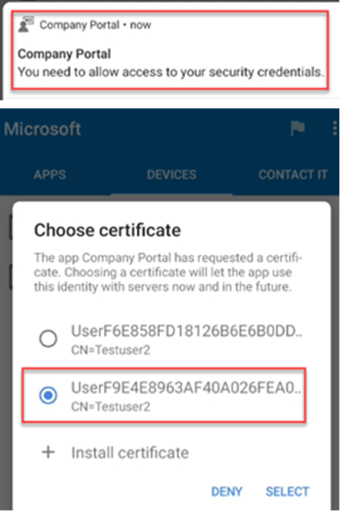 Company Portal • now
Company Portal
You need to allow access to your security credentials.
Microsoft
APPS
DEVICES
CONTACT IT
Choose certificate
The app Company Portal has requested a certifi-
cate. Choosing a certificate will let the app use
this identity with servers now and in the future.
UserF6E858FD18126B6E6B0DD..
CN=Testuser2
UserF9E4E8963AF40A026FEA0..
CN=Testuser2
+ Install certificate
DENY
SELECT